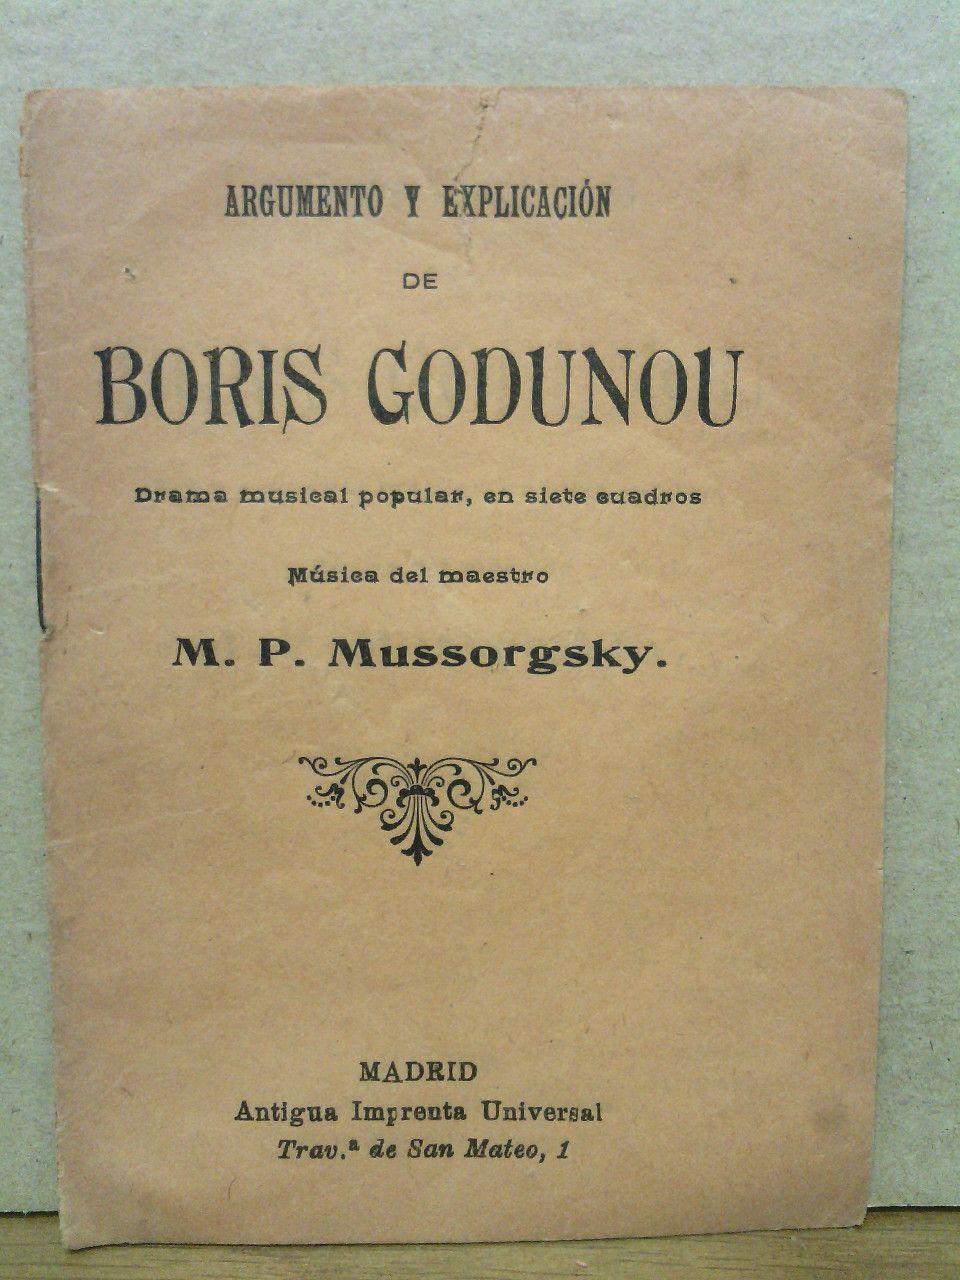 ARGUMENTO Y EXPLICACIÓN
DE
BORIS GODUNOU
Drama musical popular, en siete cuadros
Música del maestro
M. P. Mussorgsky.
MADRID
Antigua Imprenta Universal
Trav.ª de San Mateo, 1